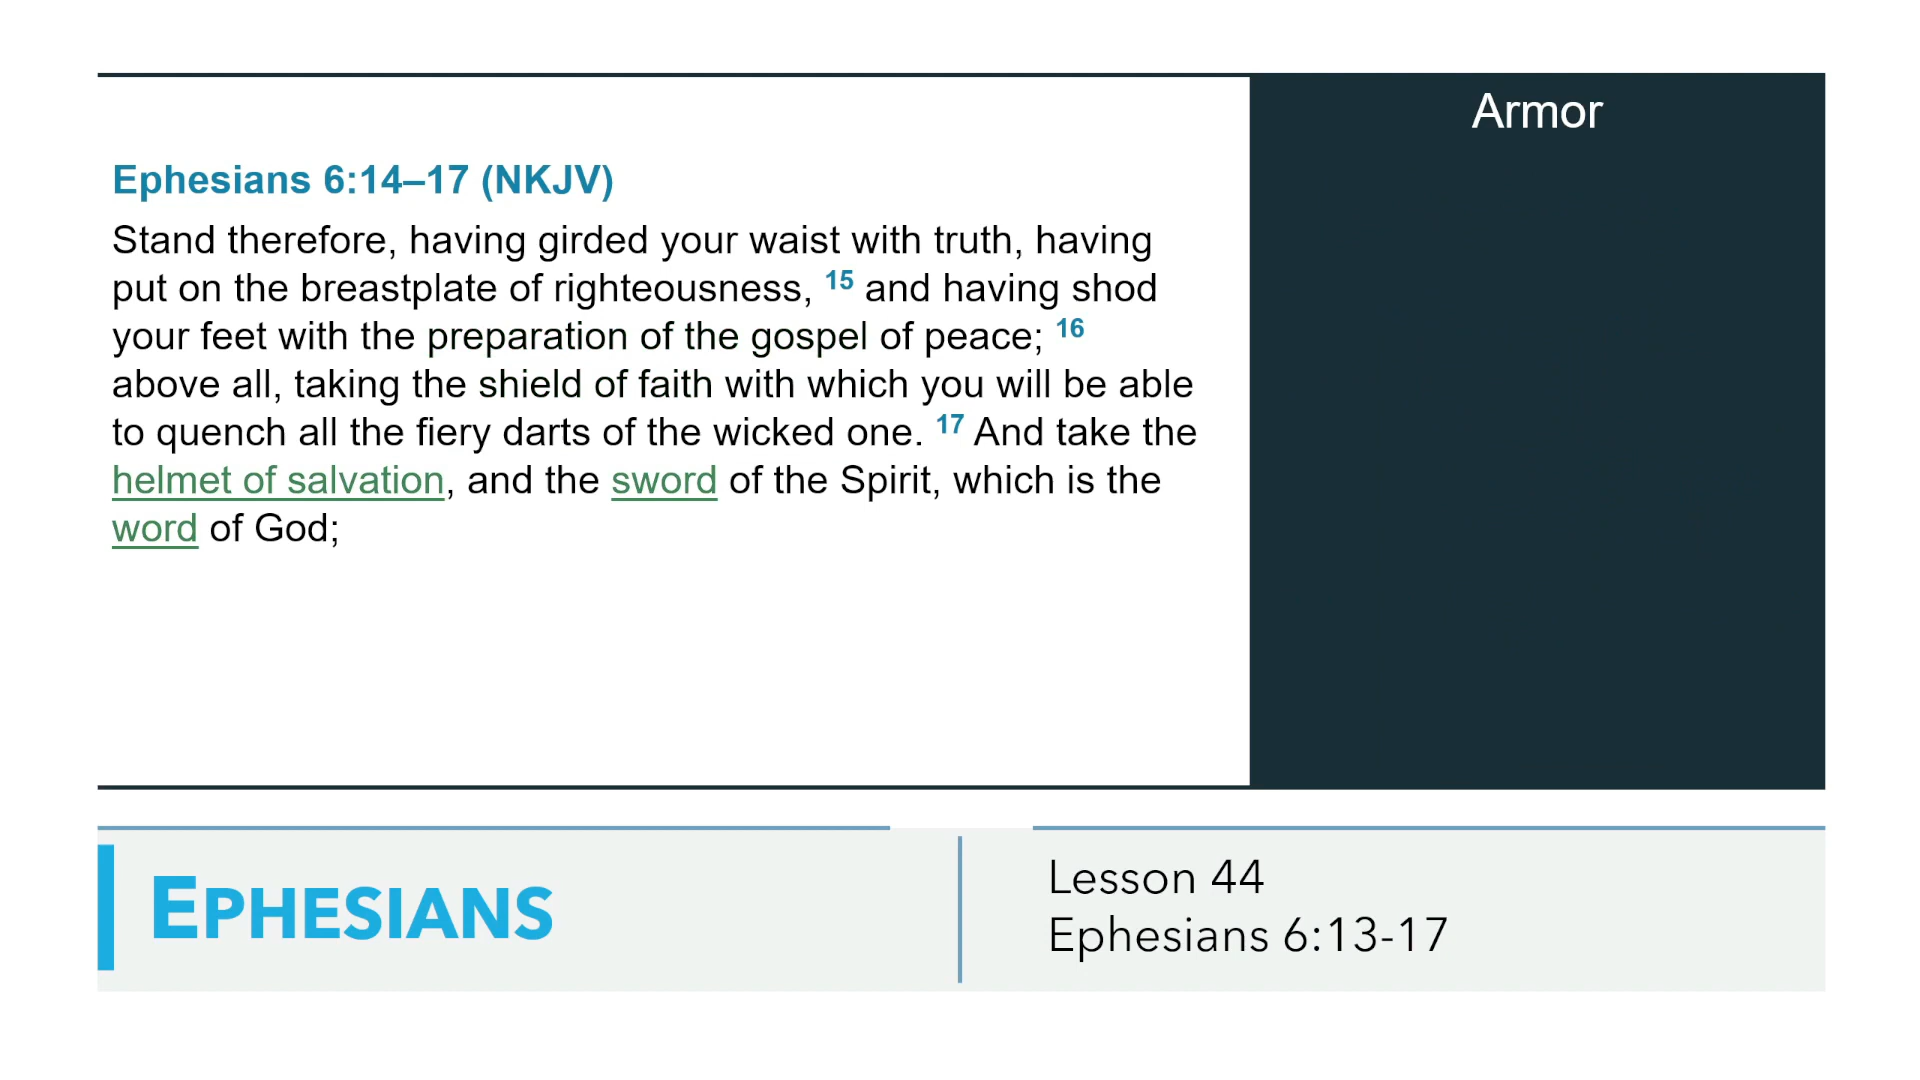 Armor
Ephesians 6:14–17 (NKJV)
Stand therefore, having girded your waist with truth, having
put on the breastplate of righteousness, 15 and having shod
your feet with the preparation of the gospel of peace; 16
above all, taking the shield of faith with which you will be able
to quench all the fiery darts of the wicked one. 17 And take the
helmet of salvation, and the sword of the Spirit, which is the
word of God;
EPHESIANS
Lesson 44
Ephesians 6:13-17